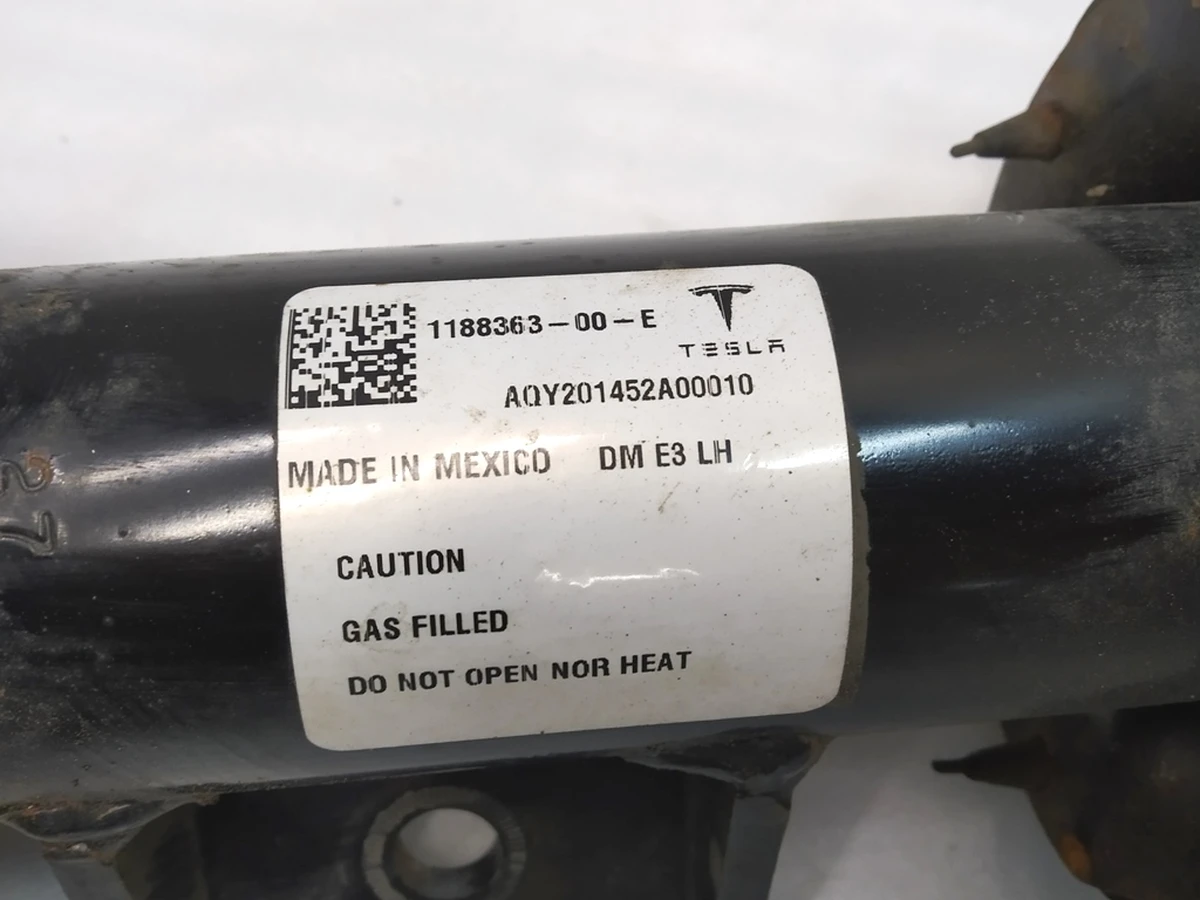 1188363-00-E
TESLA
AQY201452A00010
MADE IN MEXICO DM E3 LH
CAUTION
GAS FILLED
DO NOT OPEN NOR HEAT